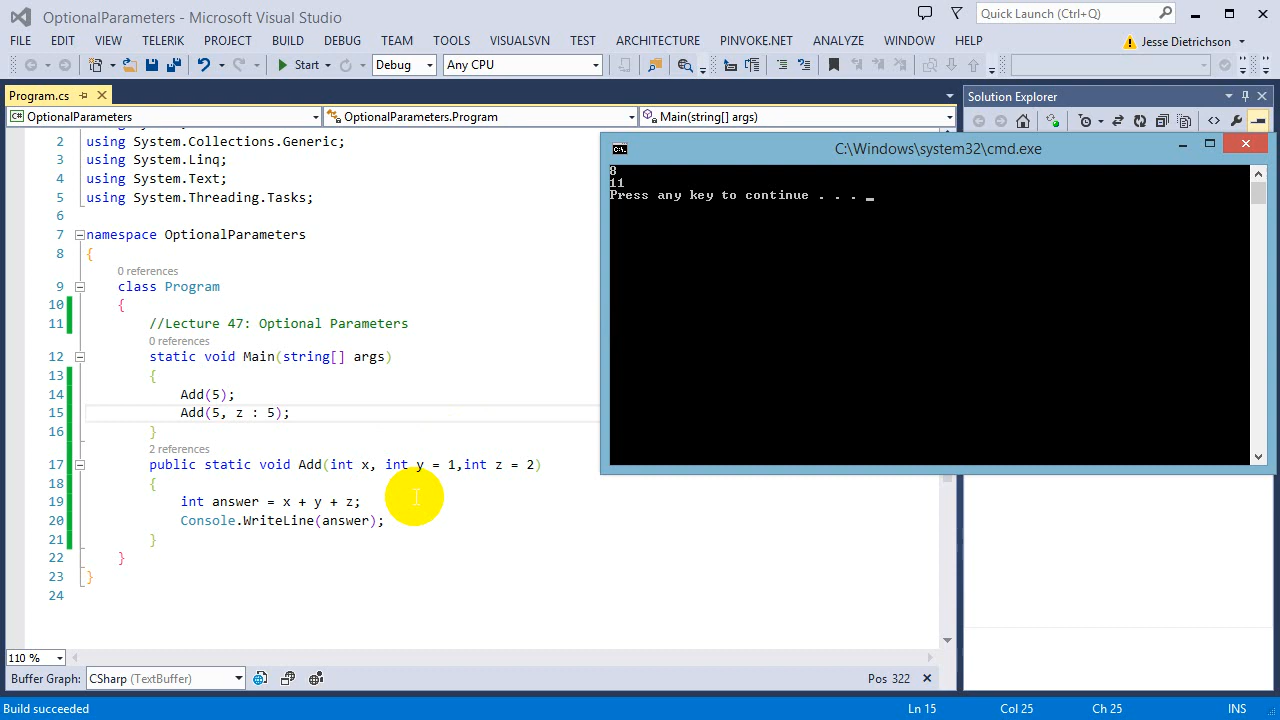 OptionalParameters - Microsoft Visual Studio
Quick Launch (Ctrl+Q)
FILE EDIT VIEW TELERIK PROJECT BUILD DEBUG TEAM TOOLS VISUALSVN TEST ARCHITECTURE PINVOKE.NET ANALYZE WINDOW HELP
Jesse Dietrichson
Start Debug Any CPU
Program.cs
Solution Explorer
C# OptionalParameters
OptionalParameters.Program
Main(string[] args)
2 using System.Collections.Generic;
3 using System.Linq;
4 using System.Text;
5 using System.Threading.Tasks;
6
7 namespace OptionalParameters
8 {
0 references
9 class Program
10 {
11 //Lecture 47: Optional Parameters
0 references
12 static void Main(string[] args)
13 {
14 Add(5);
15 Add(5, z : 5);
16 }
2 references
17 public static void Add(int x, int y = 1,int z = 2)
18 {
19 int answer = x + y + z;
20 Console.WriteLine(answer);
21 }
22 }
23 }
24
C:\Windows\system32\cmd.exe
8
11
Press any key to continue . . . _
110 %
Buffer Graph: CSharp (TextBuffer)
Pos 322
Build succeeded
Ln 15 Col 25 Ch 25 INS